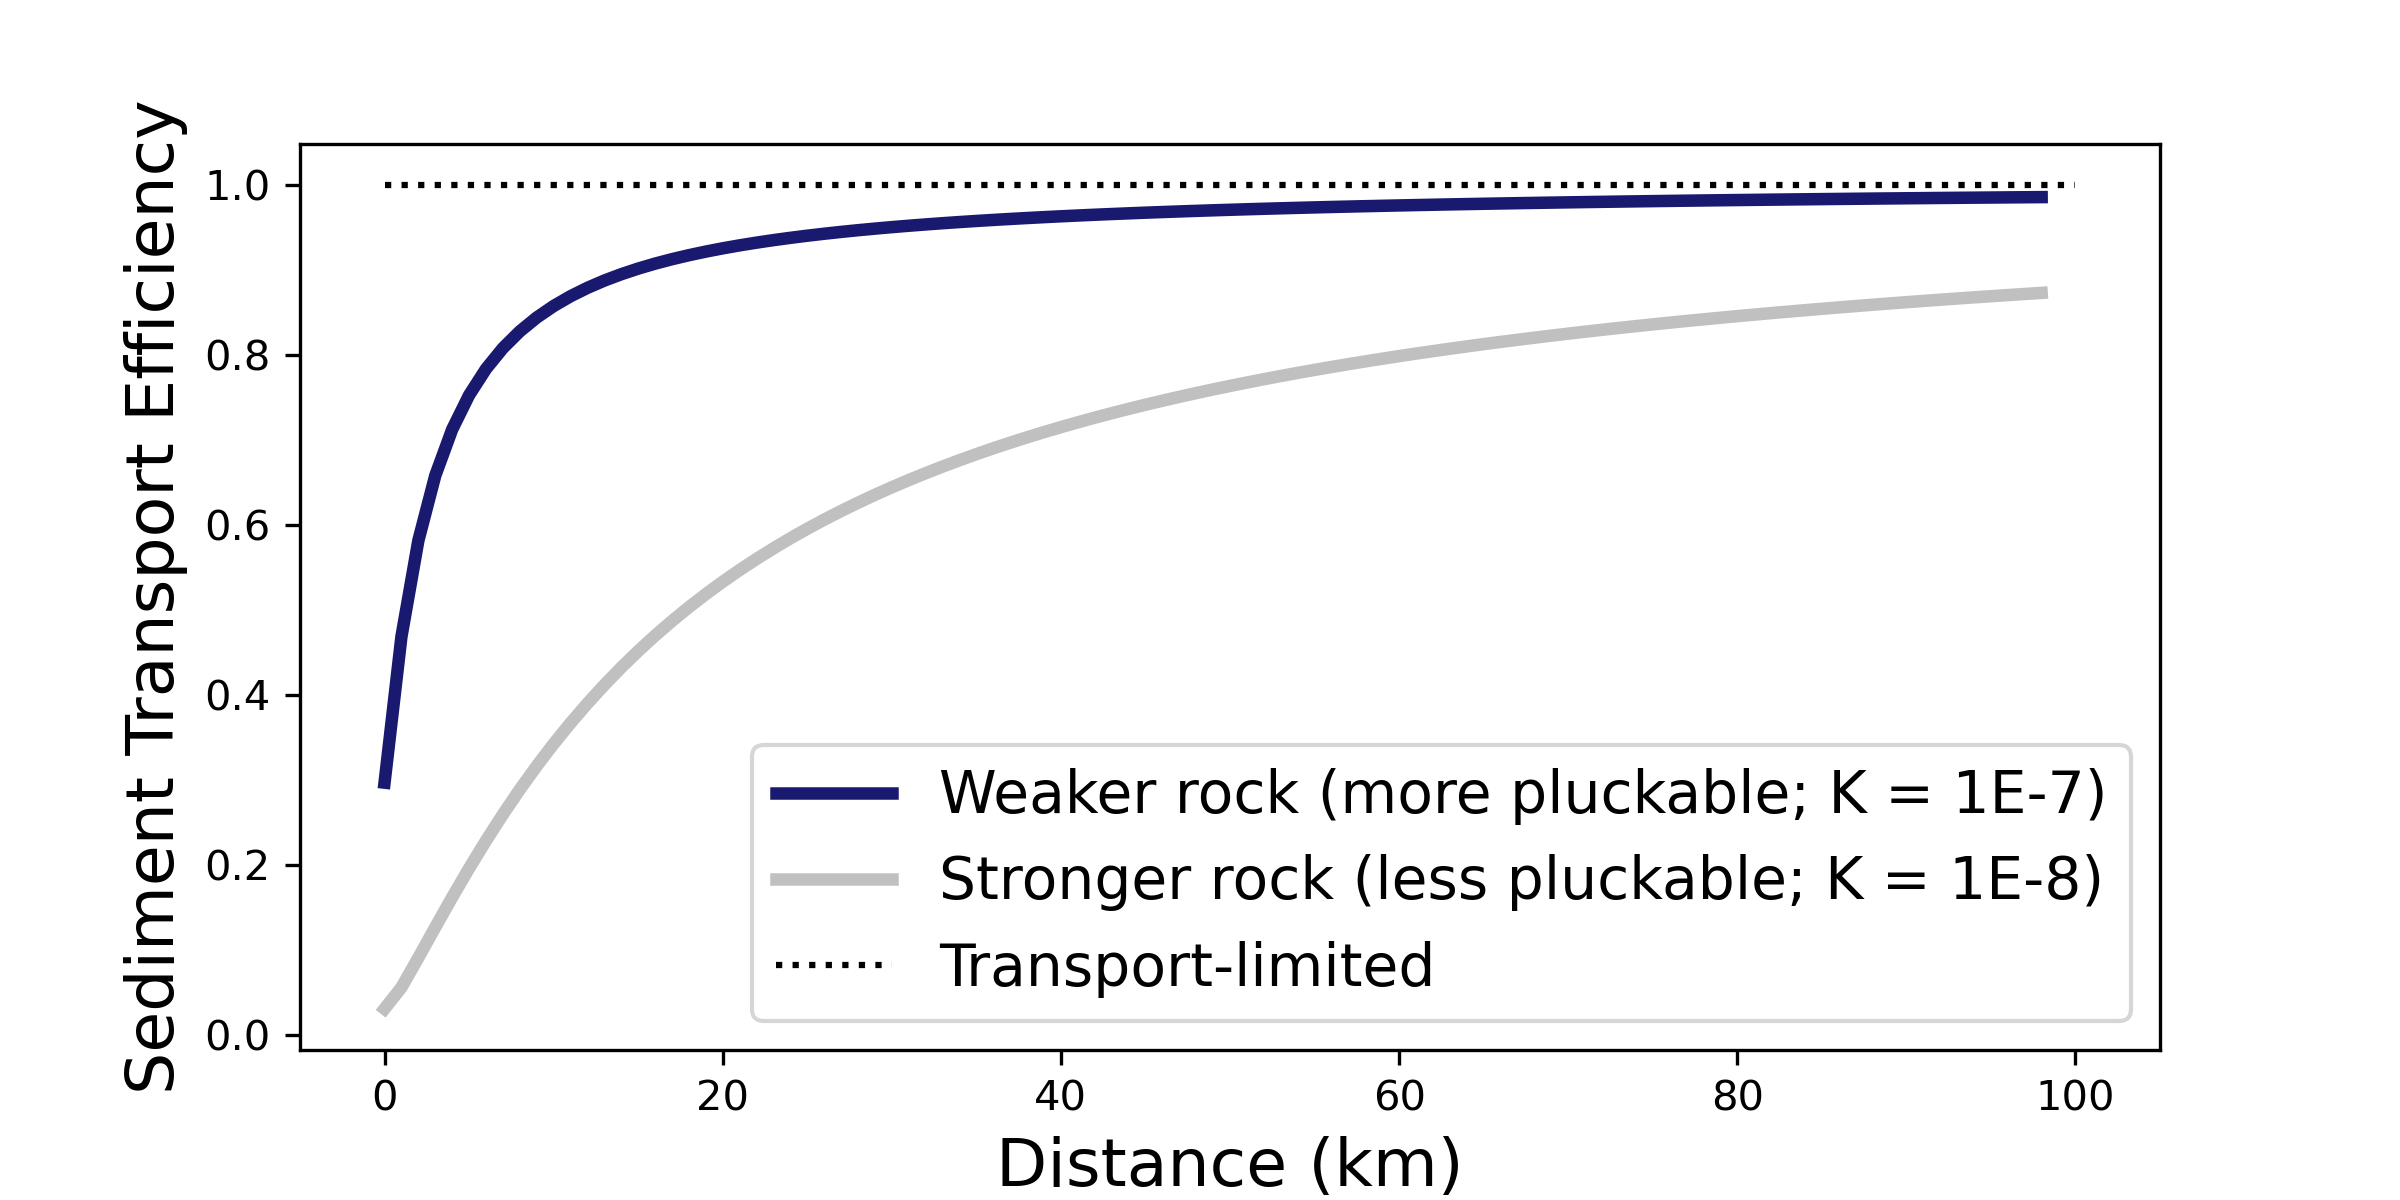 Sediment Transport Efficiency
1.0
0.8
0.6
0.4
0.2
0.0
Weaker rock (more pluckable; K = 1E-7)
Stronger rock (less pluckable; K = 1E-8)
Transport-limited
0 20 40 60 80 100
Distance (km)